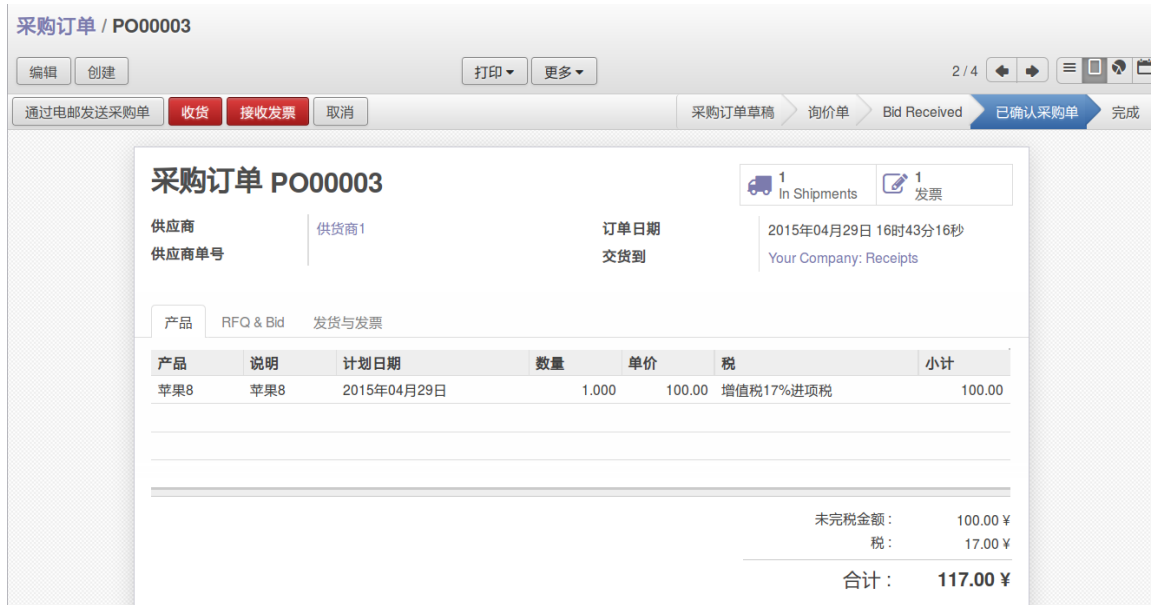 采购订单 / PO00003
编辑 创建 打印 更多 2 / 4
通过电邮发送采购单 收货 接收发票 取消 采购订单草稿 询价单 Bid Received 已确认采购单 完成
采购订单 PO00003
1 In Shipments 1 发票
供应商 供货商1 订单日期 2015年04月29日 16时43分16秒
供应商单号 交货到 Your Company: Receipts
产品 RFQ & Bid 发货与发票
产品 说明 计划日期 数量 单价 税 小计
苹果8 苹果8 2015年04月29日 1.000 100.00 增值税17%进项税 100.00
未完税金额 : 100.00 ¥
税 : 17.00 ¥
合计 : 117.00 ¥